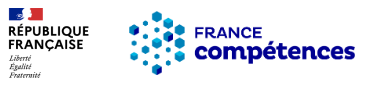 RÉPUBLIQUE
FRANÇAISE
Liberté
Égalité
Fraternité
FRANCE
compétences